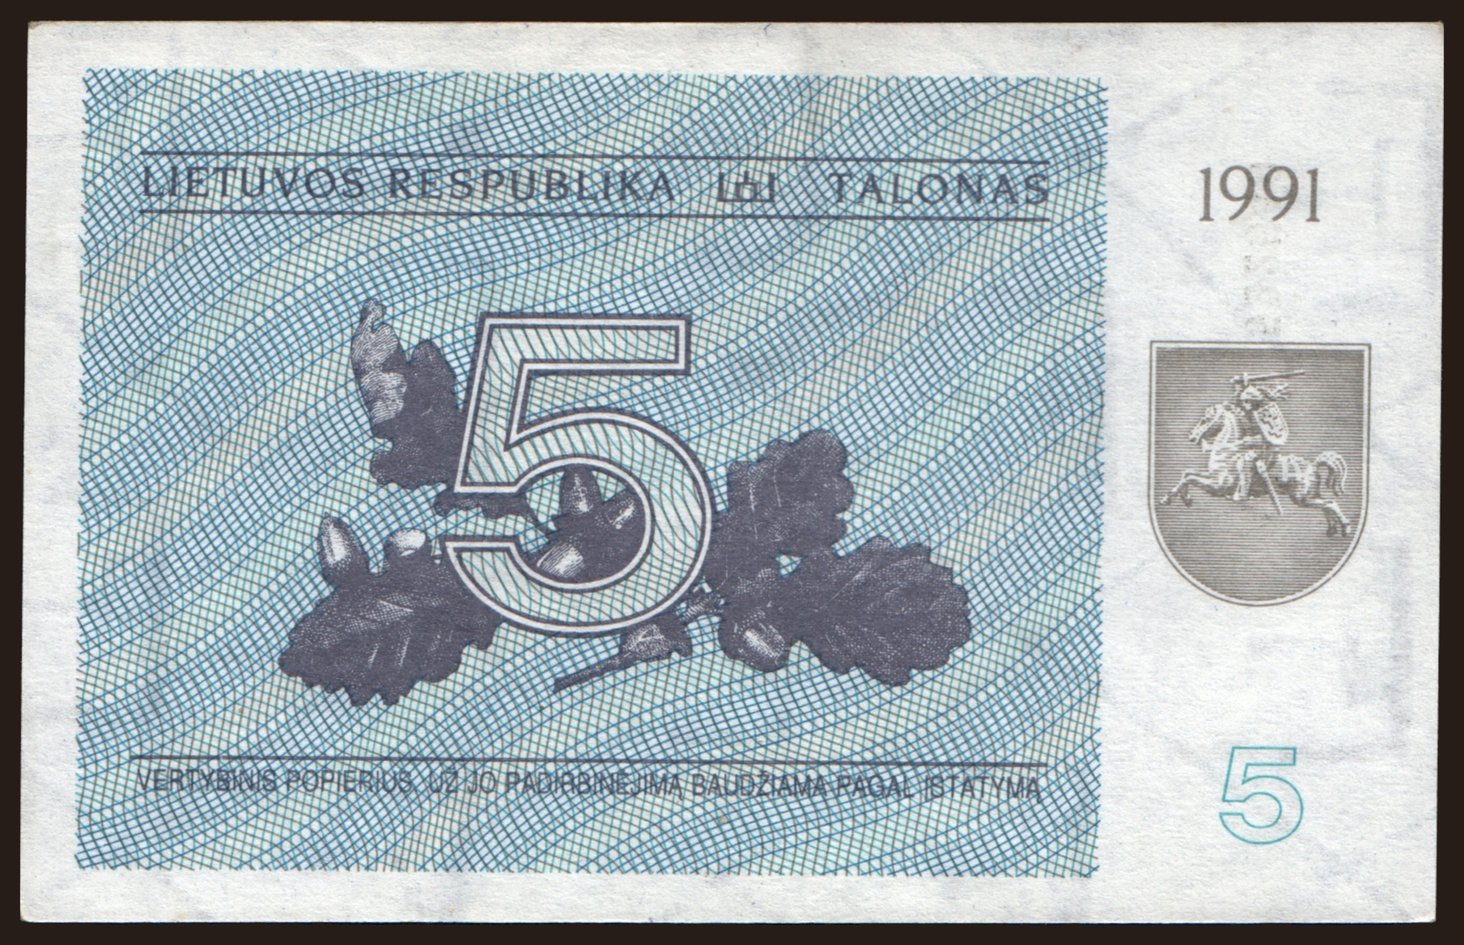 LIETUVOS RESPUBLIKA TALONAS
1991
5
VERTYBINIS POPIERIUS, UŽ JO PADIRBINĖJIMĄ BAUDŽIAMA PAGAL ĮSTATYMĄ
5